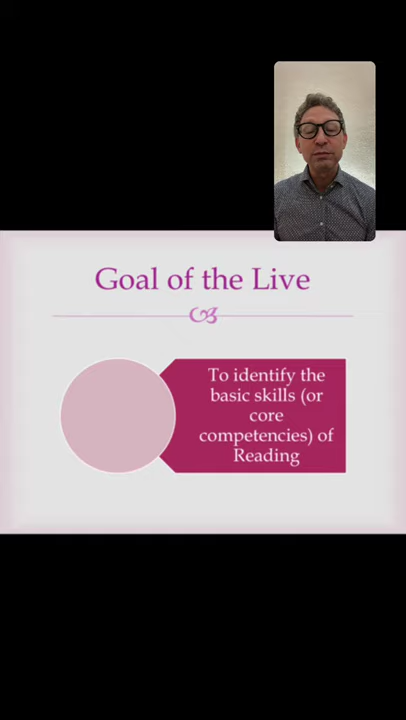 Goal of the Live
To identify the
basic skills (or
core
competencies) of
Reading